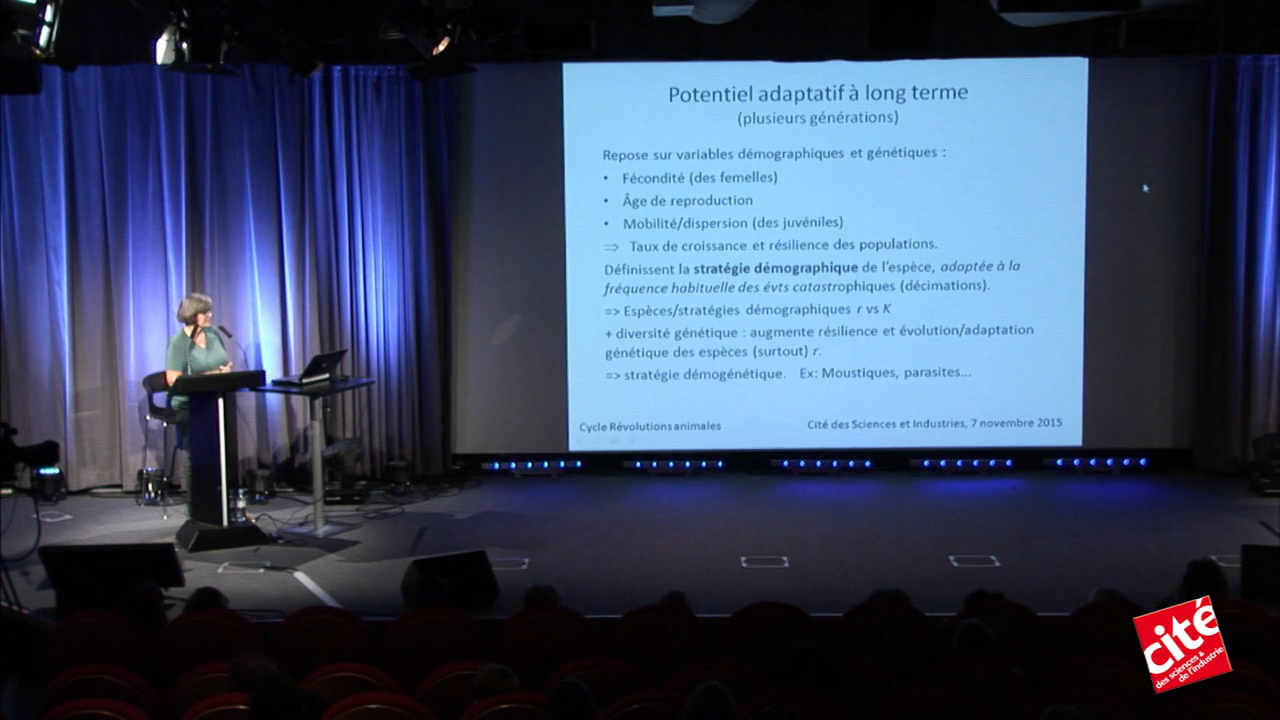 Potentiel adaptatif à long terme
(plusieurs générations)
Repose sur variables démographiques et génétiques :
• Fécondité (des femelles)
• Âge de reproduction
• Mobilité/dispersion (des juvéniles)
⇒ Taux de croissance et résilience des populations.
Définissent la stratégie démographique de l'espèce, adaptée à la
fréquence habituelle des évts catastrophiques (décimations).
=> Espèces/stratégies démographiques r vs K
+ diversité génétique : augmente résilience et évolution/adaptation
génétique des espèces (surtout) r.
=> stratégie démogénétique. Ex: Moustiques, parasites...
Cycle Révolutions animales
Cité des Sciences et Industries, 7 novembre 2015
cité
des sciences &
de l'industrie